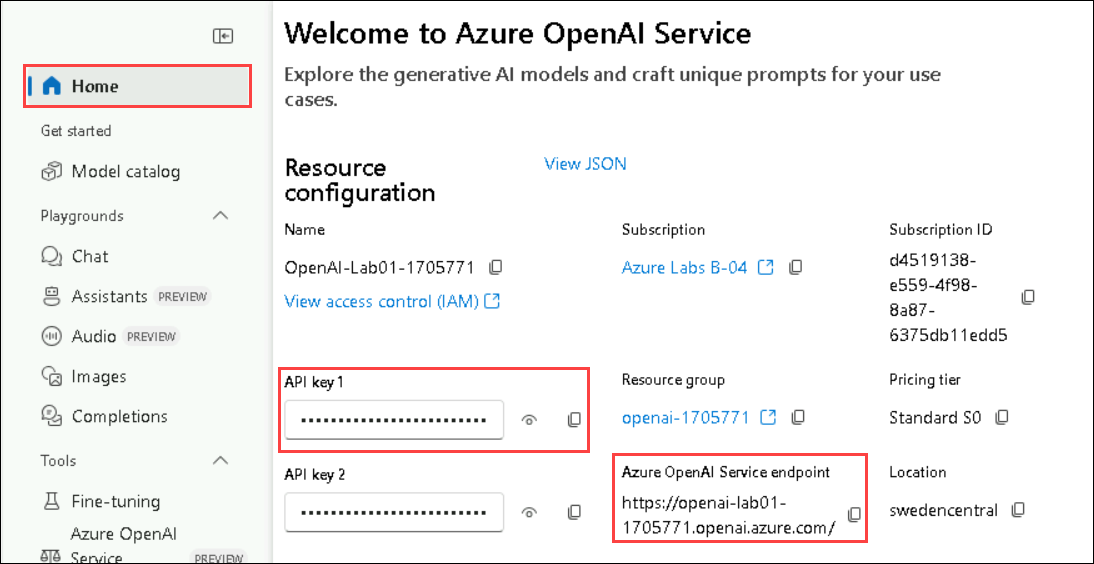 Welcome to Azure OpenAI Service
Explore the generative AI models and craft unique prompts for your use
cases.
Home
Get started
Model catalog
Playgrounds
Chat
Assistants PREVIEW
Audio PREVIEW
Images
Completions
Tools
Fine-tuning
Azure OpenAI
Service PREVIEW
Resource
configuration
View JSON
Name
OpenAI-Lab01-1705771
View access control (IAM)
Subscription
Azure Labs B-04
Subscription ID
d4519138-
e559-4f98-
8a87-
6375db11edd5
API key 1
••••••••••••••••••••••••••
Resource group
openai-1705771
Pricing tier
Standard S0
API key 2
••••••••••••••••••••••••••
Azure OpenAI Service endpoint
https://openai-lab01-
1705771.openai.azure.com/
Location
swedencentral